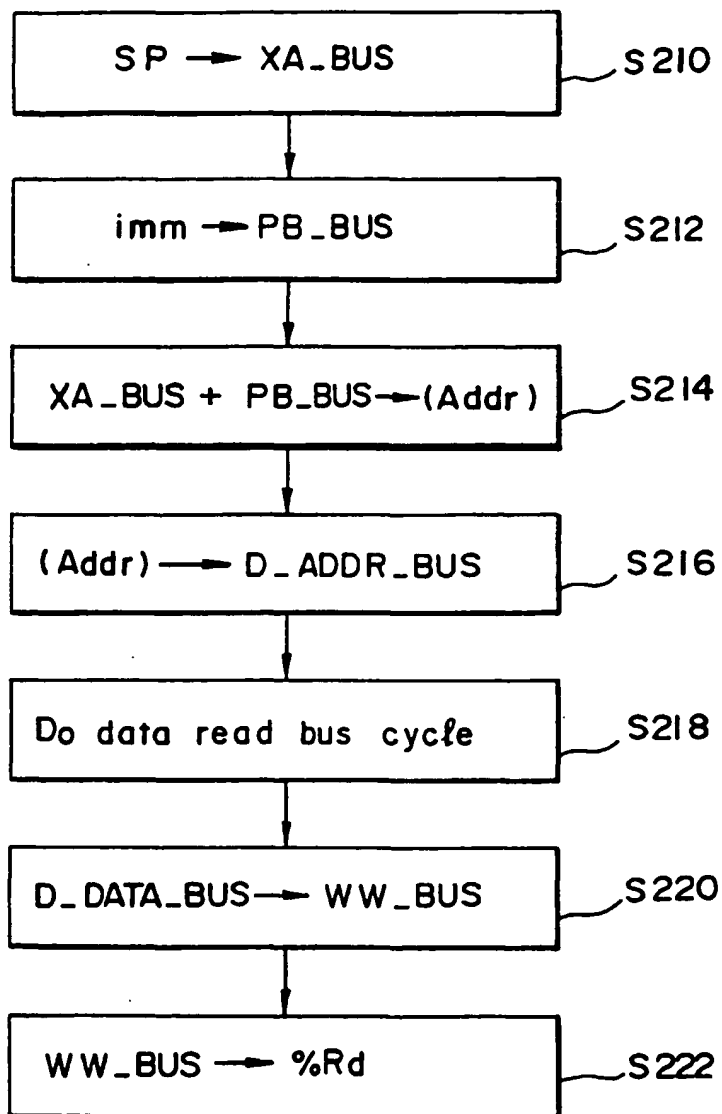 SP → XA_BUS S210
imm → PB_BUS S212
XA_BUS + PB_BUS → (Addr) S214
(Addr) → D_ADDR_BUS S216
Do data read bus cycle S218
D_DATA_BUS → WW_BUS S220
WW_BUS → %Rd S222